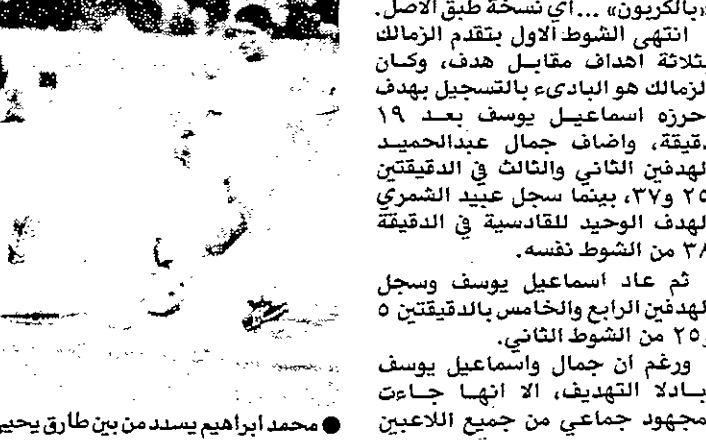 «بالكربون» ... اي نسخة طبق الاصل.
انتهى الشوط الاول بتقدم الزمالك
بثلاثة اهداف مقابل هدف، وكان
الزمالك هو البادىء بالتسجيل بهدف
احرزه اسماعيل يوسف بعد ١٩
دقيقة، واضاف جمال عبدالحميد
الهدفين الثاني والثالث في الدقيقتين
٢٥ و٣٧، بينما سجل عبيد الشمري
الهدف الوحيد للقادسية في الدقيقة
٣٨ من الشوط نفسه.
ثم عاد اسماعيل يوسف وسجل
الهدفين الرابع والخامس بالدقيقتين ٥
و٢٥ من الشوط الثاني.
ورغم ان جمال واسماعيل يوسف
تبادلا التهديف، الا انها جاءت
بمجهود جماعي من جميع اللاعبين
● محمد ابراهيم يسدد من بين طارق يحيى